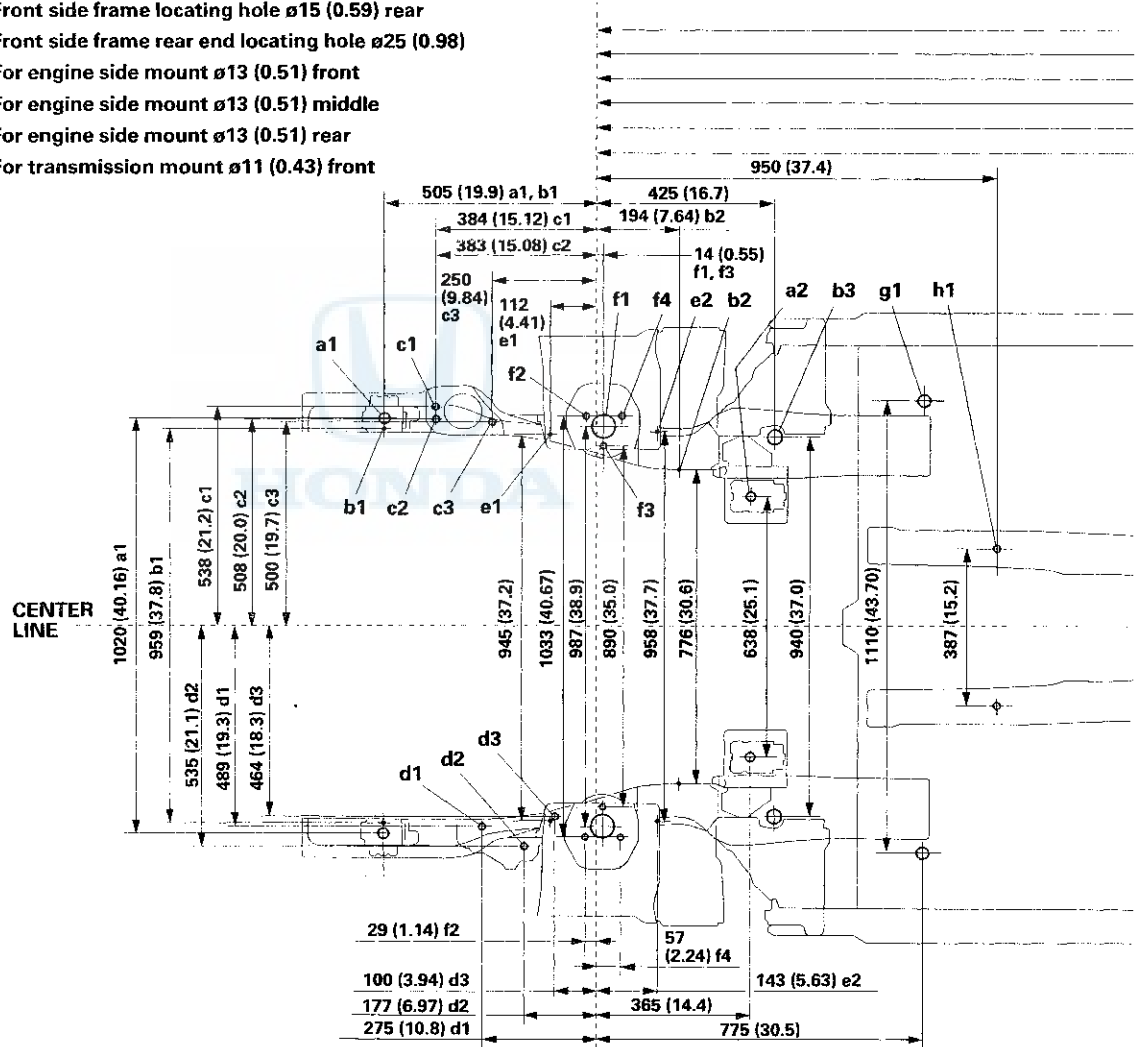 Front side frame locating hole ø15 (0.59) rear
Front side frame rear end locating hole ø25 (0.98)
For engine side mount ø13 (0.51) front
For engine side mount ø13 (0.51) middle
For engine side mount ø13 (0.51) rear
For transmission mount ø11 (0.43) front
950 (37.4)
505 (19.9) a1, b1
425 (16.7)
384 (15.12) c1
194 (7.64) b2
383 (15.08) c2
14 (0.55)
f1, f3
250
(9.84)
c3
112
(4.41)
e1
f1
f4
e2
b2
a2
b3
g1
h1
a1
c1
f2
b1
c2
c3
e1
f3
HONDA
1020 (40.16) a1
959 (37.8) b1
538 (21.2) c1
508 (20.0) c2
500 (19.7) c3
CENTER
LINE
945 (37.2)
1033 (40.67)
987 (38.9)
890 (35.0)
958 (37.7)
776 (30.6)
638 (25.1)
940 (37.0)
1110 (43.70)
387 (15.2)
535 (21.1) d2
489 (19.3) d1
464 (18.3) d3
d3
d2
d1
29 (1.14) f2
57
(2.24) f4
100 (3.94) d3
143 (5.63) e2
177 (6.97) d2
365 (14.4)
275 (10.8) d1
775 (30.5)